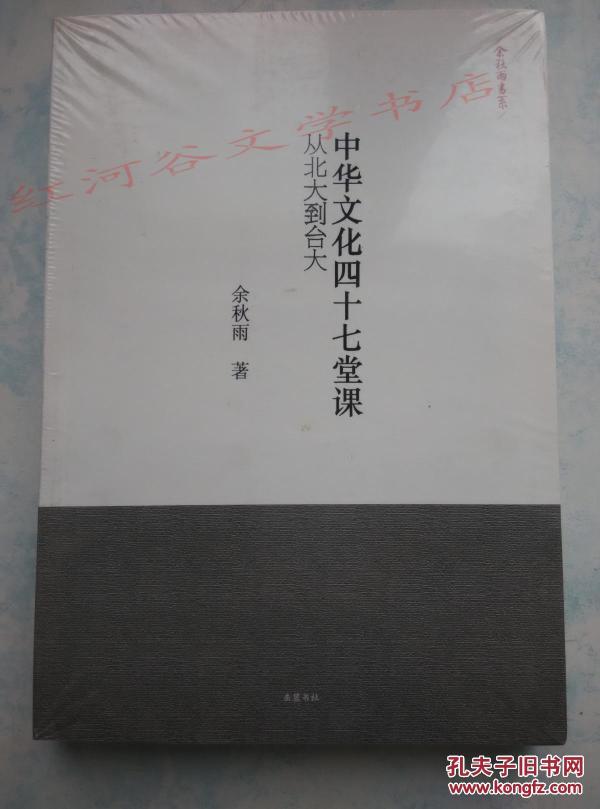 余秋雨书系
红河谷文学书店
中华文化四十七堂课
从北大到台大
余秋雨 著
岳麓书社
孔夫子旧书网
www.kongfz.com